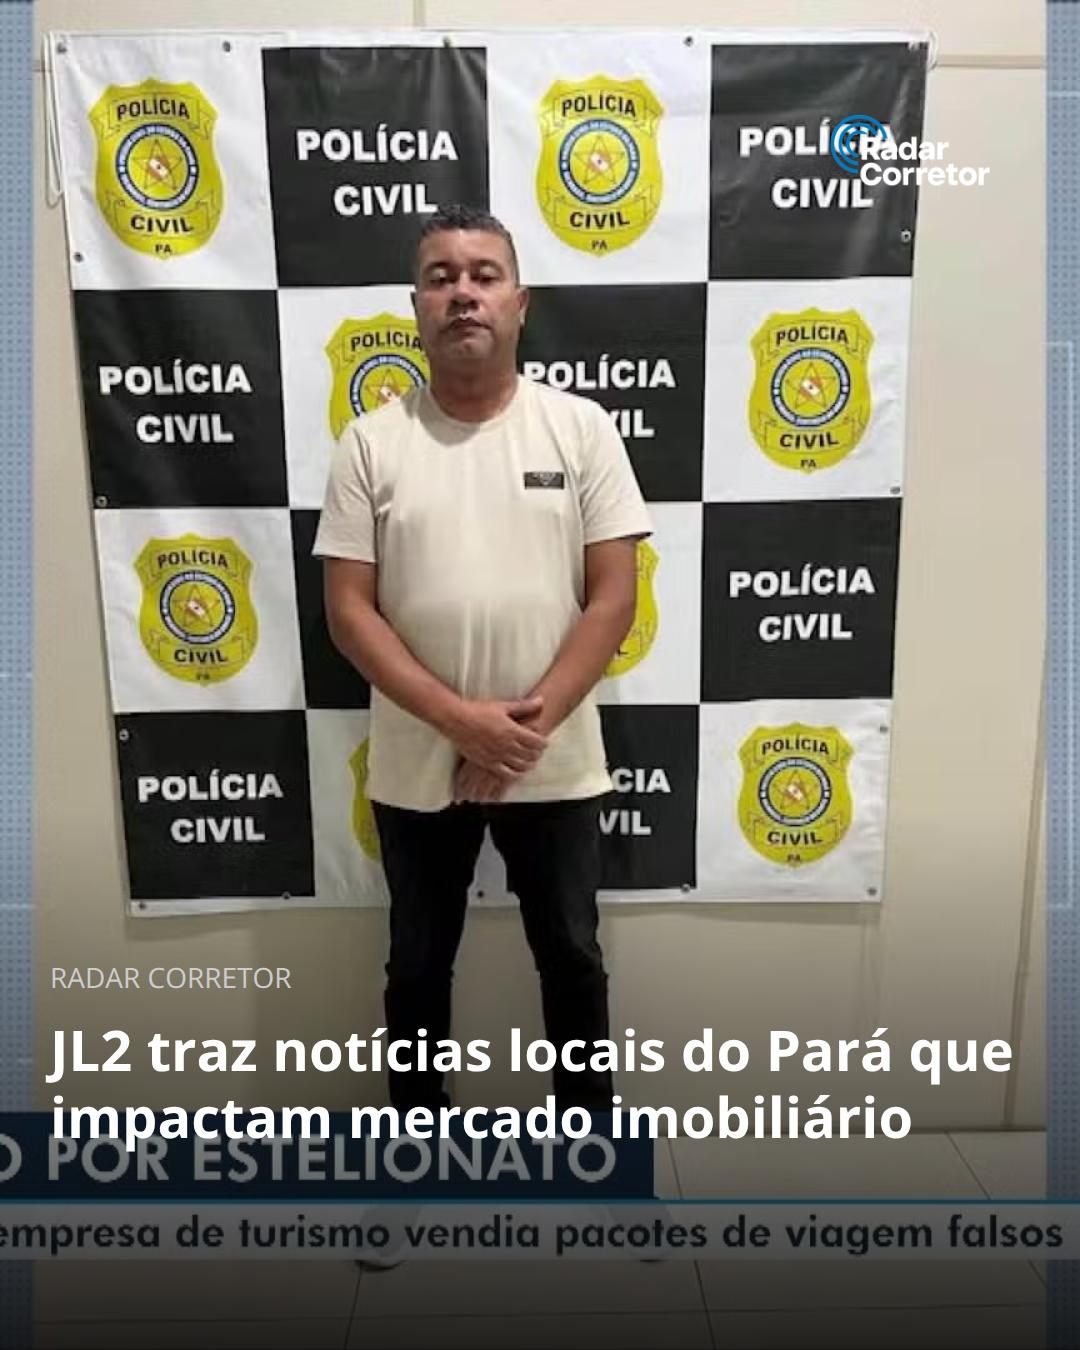 POLÍCIA
CIVIL
PA
POLÍCIA
CIVIL
POLÍCIA
CIVIL
PA
POLÍCIA
CIVIL
Radar
Corretor
POLÍCIA
CIVIL
POLÍCIA
POLÍCIA
CIVIL
POLÍCIA
CIVIL
PA
POLÍCIA
CIVIL
PA
POLÍCIA
CIVIL
POLÍCIA
CIVIL
CIA
VIL
POLÍCIA
CIVIL
PA
RADAR CORRETOR
JL2 traz notícias locais do Pará que
impactam mercado imobiliário
O POR ESTELIONATO
empresa de turismo vendia pacotes de viagem falsos